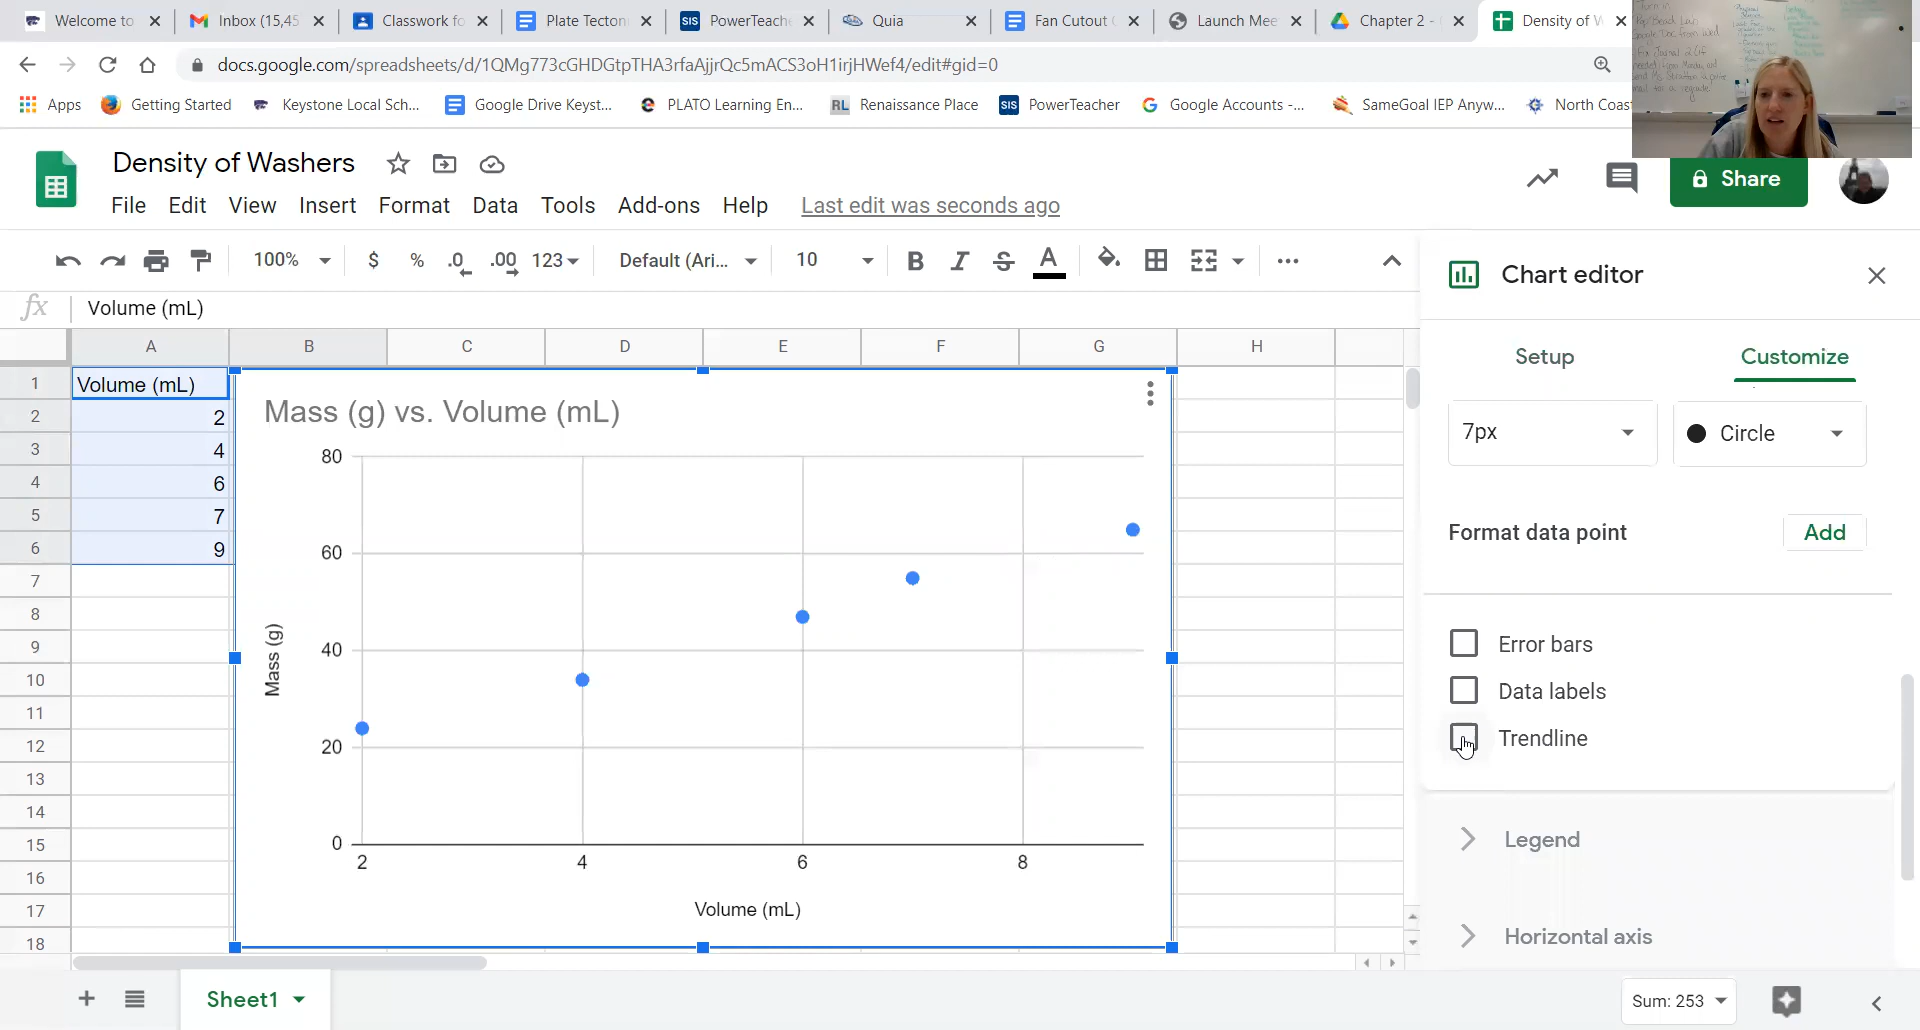 Welcome to
Inbox (15,45
Classwork fo
Plate Tecton
SIS PowerTeache
Quia
Fan Cutout
Launch Mee
Chapter 2 -
Density of W
docs.google.com/spreadsheets/d/1QMg773cGHDGtpTHA3rfaAjjrQc5mACS3oH1irjHWef4/edit#gid=0
Apps
Getting Started
Keystone Local Sch...
Google Drive Keyst...
PLATO Learning En...
RL Renaissance Place
SIS PowerTeacher
Google Accounts -...
SameGoal IEP Anyw...
North Coas
Density of Washers
File Edit View Insert Format Data Tools Add-ons Help Last edit was seconds ago
Share
100% $ % .0 .00 123 Default (Ari... 10 B I S A
fx Volume (mL)
A B C D E F G H
1 Volume (mL)
2 2
3 4
4 6
5 7
6 9
7
8
9
10
11
12
13
14
15
16
17
18
Mass (g) vs. Volume (mL)
80
60
40
20
0
Mass (g)
2 4 6 8
Volume (mL)
Chart editor
Setup Customize
7px Circle
Format data point Add
Error bars
Data labels
Trendline
Legend
Horizontal axis
Sheet1
Sum: 253